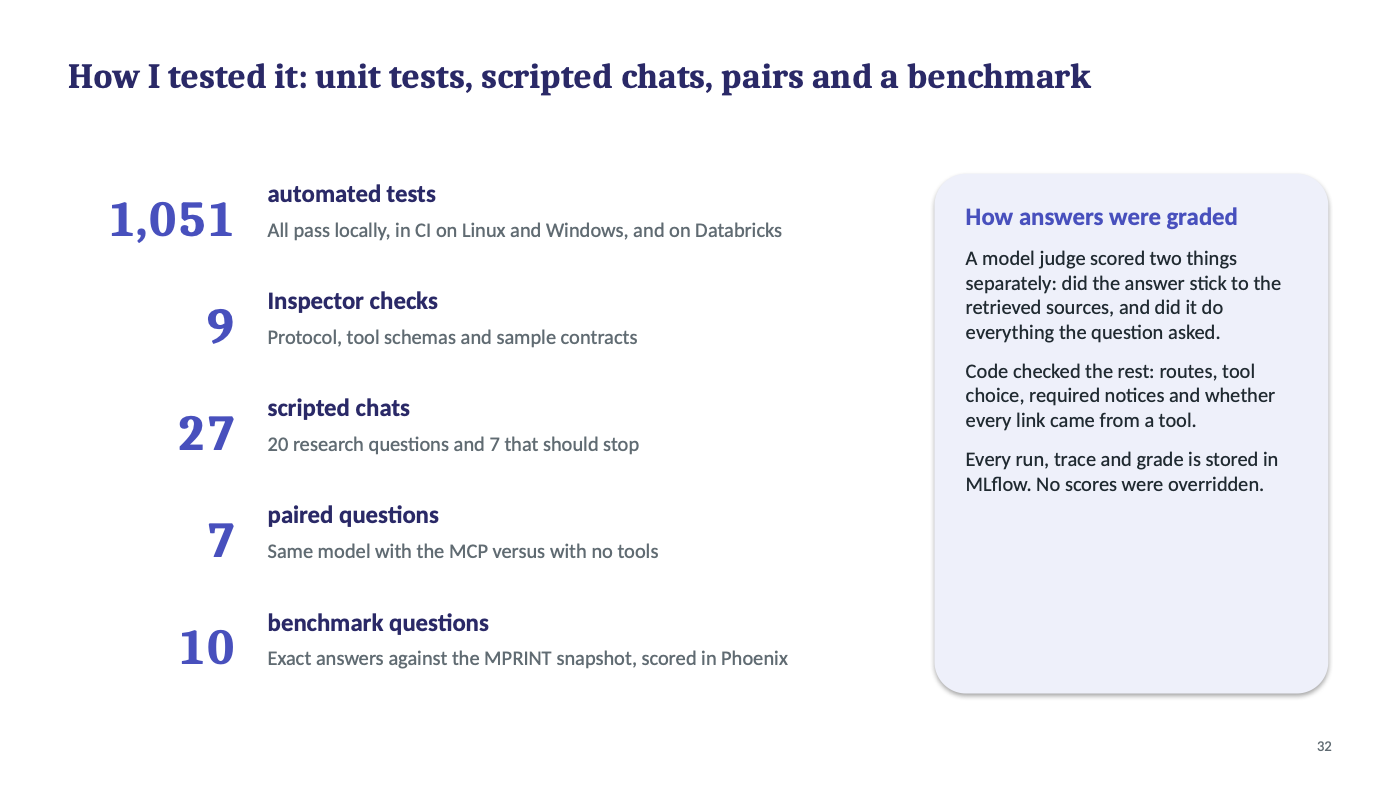 How I tested it: unit tests, scripted chats, pairs and a benchmark
1,051
automated tests
All pass locally, in CI on Linux and Windows, and on Databricks
9
Inspector checks
Protocol, tool schemas and sample contracts
27
scripted chats
20 research questions and 7 that should stop
7
paired questions
Same model with the MCP versus with no tools
10
benchmark questions
Exact answers against the MPRINT snapshot, scored in Phoenix
How answers were graded
A model judge scored two things
separately: did the answer stick to the
retrieved sources, and did it do
everything the question asked.
Code checked the rest: routes, tool
choice, required notices and whether
every link came from a tool.
Every run, trace and grade is stored in
MLflow. No scores were overridden.
32